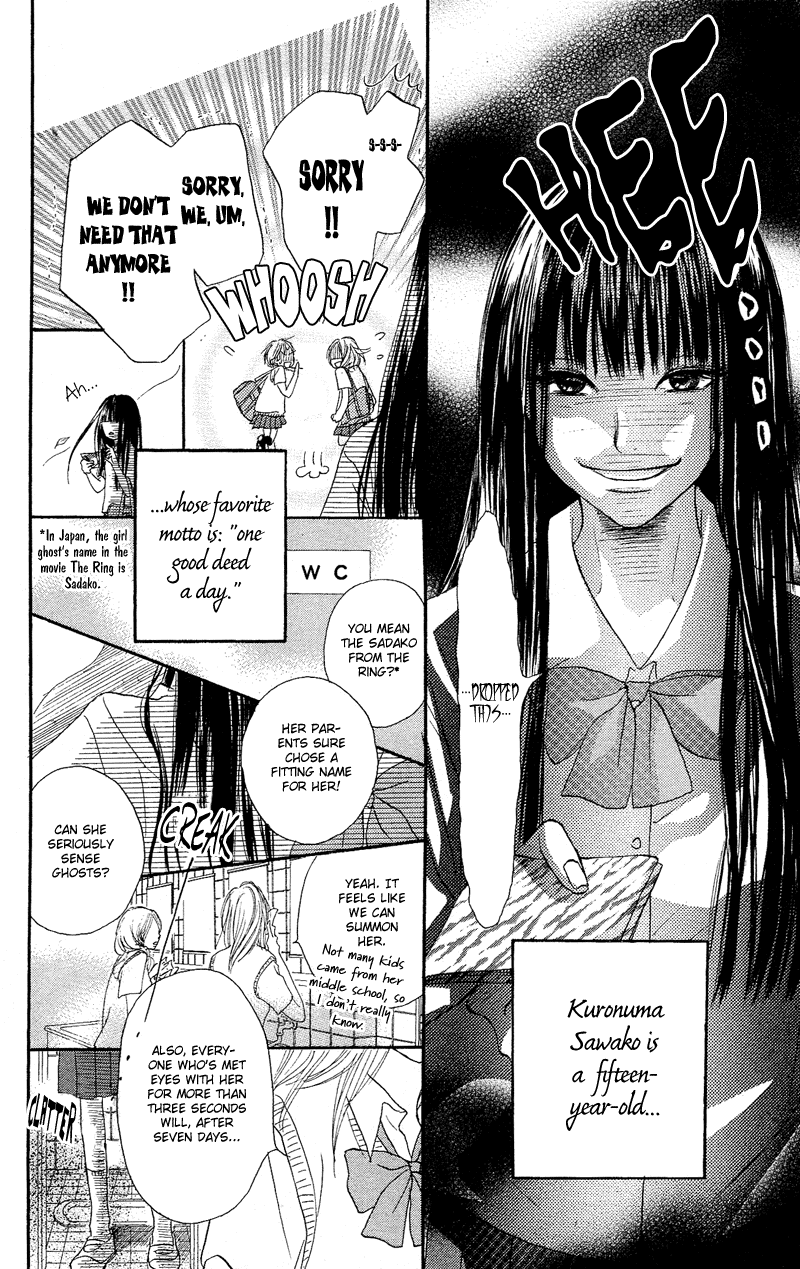 HEE
...DROPPED
THIS...
Kuronuma
Sawako is
a fifteen-
year-old...
S-S-S-
SORRY
!!
SORRY,
WE, UM,
WE DON'T
NEED THAT
ANYMORE
!!
WHOOSH
Ah...
...whose favorite
motto is: "one
good deed
a day."
*In Japan, the girl
ghost's name in the
movie The Ring is
Sadako.
W C
YOU MEAN
THE SADAKO
FROM THE
RING?*
HER PAR-
ENTS SURE
CHOSE A
FITTING NAME
FOR HER!
CREAK
CAN SHE
SERIOUSLY
SENSE
GHOSTS?
YEAH. IT
FEELS LIKE
WE CAN
SUMMON
HER.
Not many kids
came from her
middle school, so
I don't really
know.
ALSO, EVERY-
ONE WHO'S MET
EYES WITH HER
FOR MORE THAN
THREE SECONDS
WILL, AFTER
SEVEN DAYS...
CLATTER